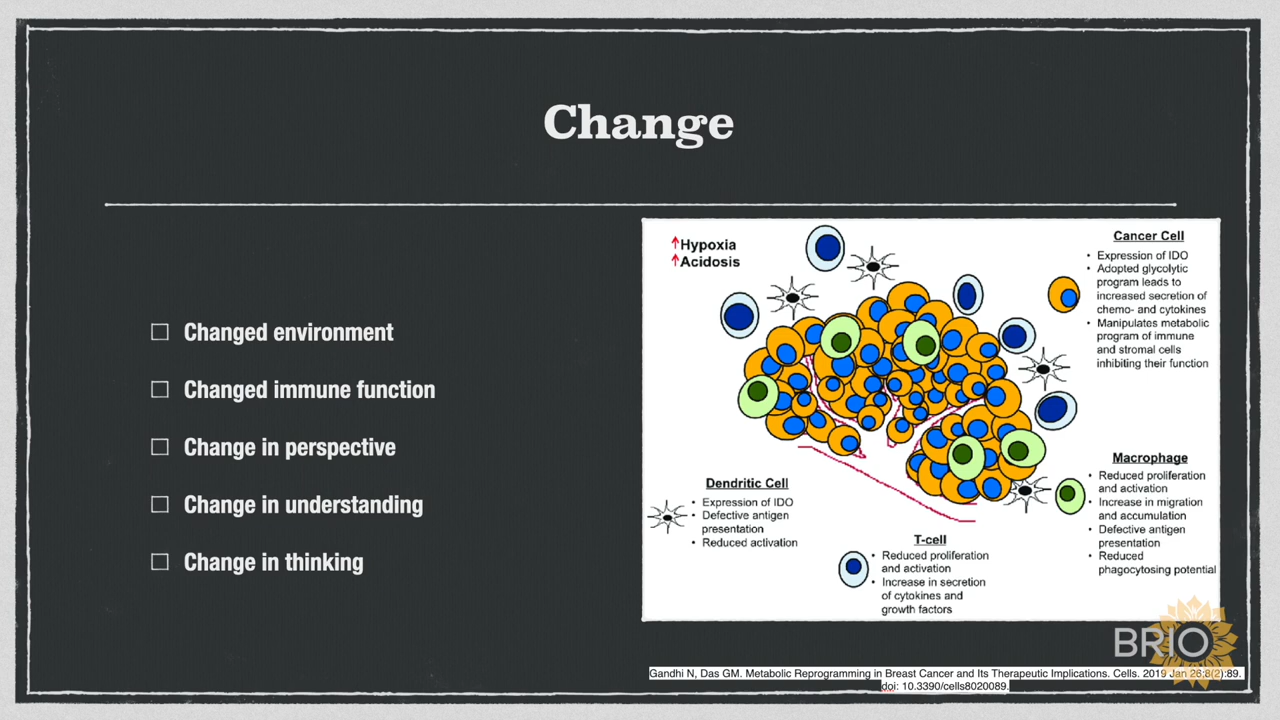 Change
Changed environment
Changed immune function
Change in perspective
Change in understanding
Change in thinking
↑Hypoxia
↑Acidosis
Cancer Cell
• Expression of IDO
• Adopted glycolytic
program leads to
increased secretion of
chemo- and cytokines
• Manipulates metabolic
program of immune
and stromal cells
inhibiting their function
Dendritic Cell
• Expression of IDO
• Defective antigen
presentation
• Reduced activation
T-cell
• Reduced proliferation
and activation
• Increase in secretion
of cytokines and
growth factors
Macrophage
• Reduced proliferation
and activation
• Increase in migration
and accumulation
• Defective antigen
presentation
• Reduced
phagocytosing potential
BRIO
Gandhi N, Das GM. Metabolic Reprogramming in Breast Cancer and Its Therapeutic Implications. Cells. 2019 Jan 26;8(2):89.
doi: 10.3390/cells8020089.